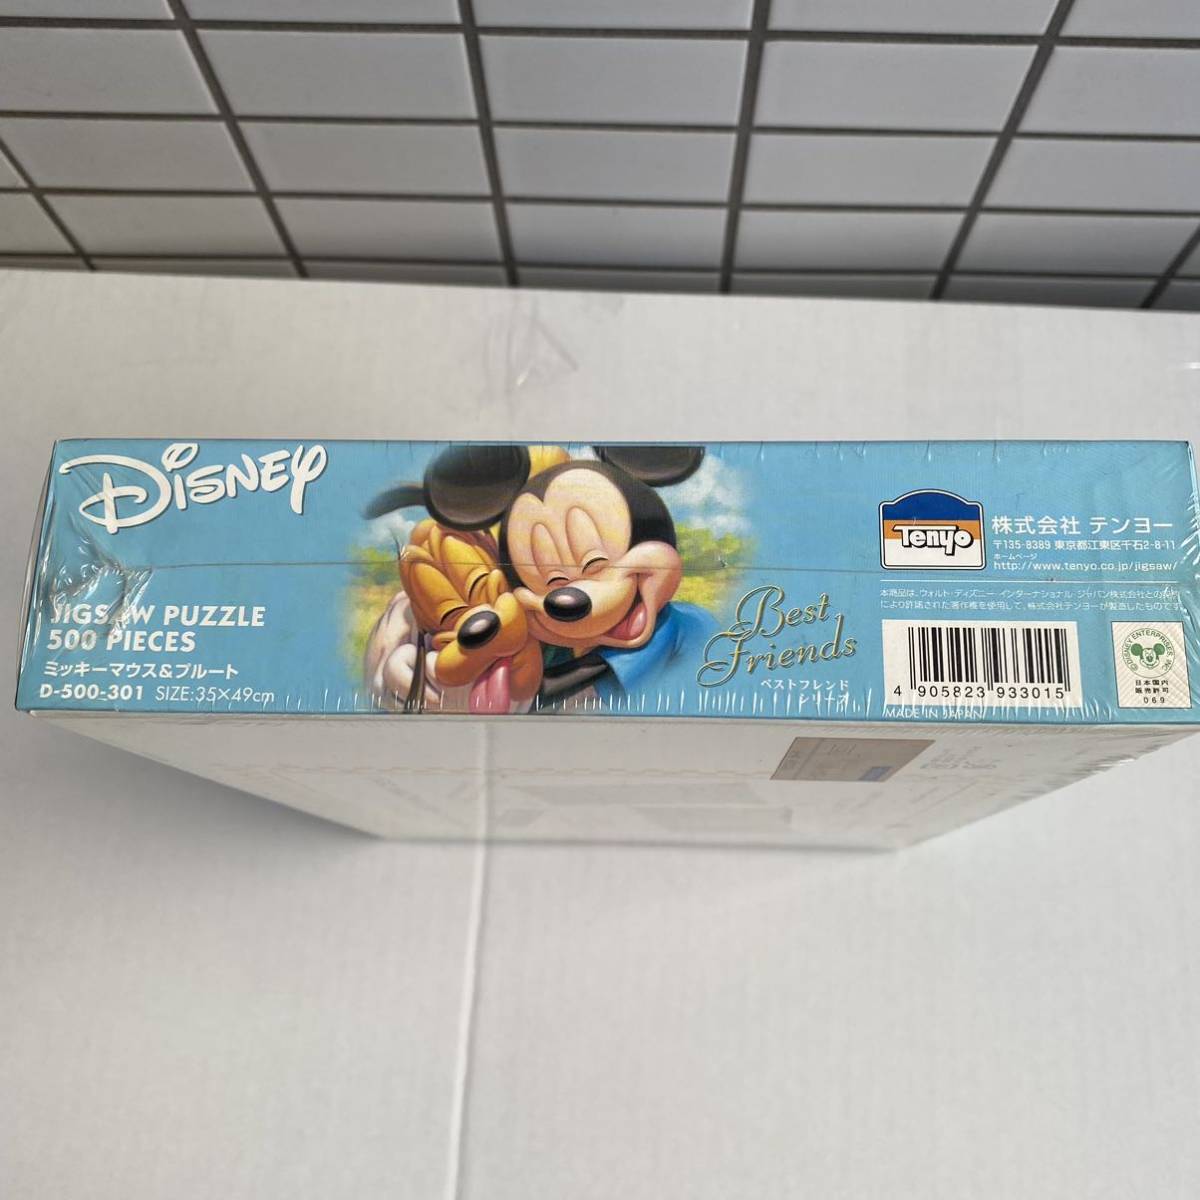 Disney
JIGSAW PUZZLE
500 PIECES
ミッキーマウス&プルート
D-500-301 SIZE:35×49cm
Best
Friends
ベストフレンド
シリーズ
Tenyo
株式会社 テンヨー
〒135-8389 東京都江東区千石2-8-11
ホームページ
http://www.tenyo.co.jp/jigsaw/
本商品は、ウォルト・ディズニー・インターナショナル ジャパン株式会社との契約
により許諾された著作権を使用して、株式会社テンヨーが製造したものです。
4 905823 933015
MADE IN JAPAN
©DISNEY ENTERPRISES, INC.
日本国内
販売許可
069